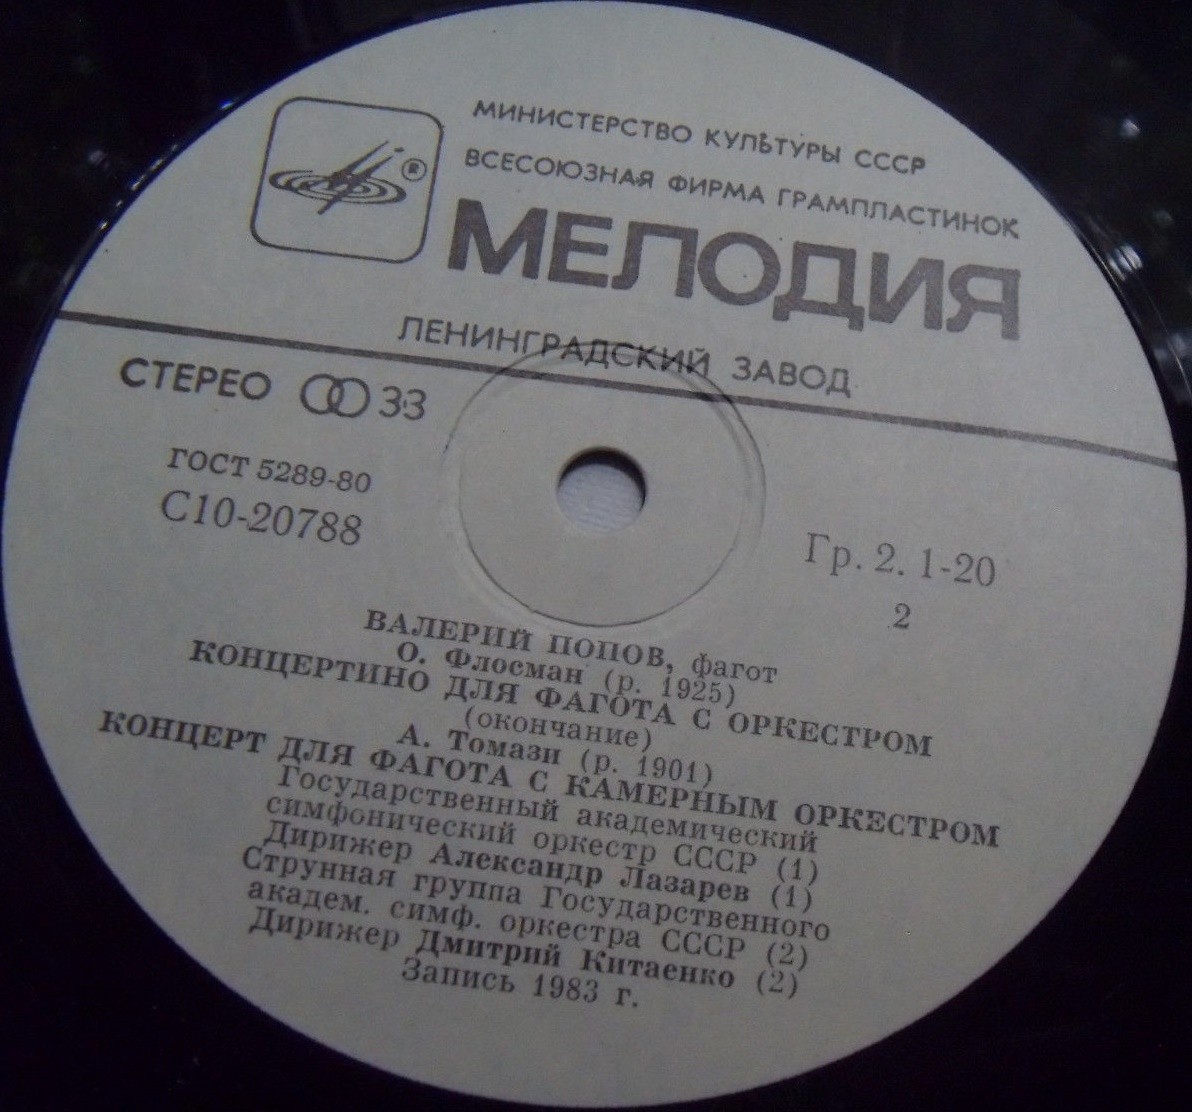 МИНИСТЕРСТВО КУЛЬТУРЫ СССР
ВСЕСОЮЗНАЯ ФИРМА ГРАМПЛАСТИНОК
®
МЕЛОДИЯ
ЛЕНИНГРАДСКИЙ ЗАВОД
СТЕРЕО 33
ГОСТ 5289-80
С10-20788
Гр. 2. 1-20
2
ВАЛЕРИЙ ПОПОВ, фагот
О. Флосман (р. 1925)
КОНЦЕРТИНО ДЛЯ ФАГОТА С ОРКЕСТРОМ
(окончание)
А. Томази (р. 1901)
КОНЦЕРТ ДЛЯ ФАГОТА С КАМЕРНЫМ ОРКЕСТРОМ
Государственный академический
симфонический оркестр СССР (1)
Дирижер Александр Лазарев (1)
Струнная группа Государственного
академ. симф. оркестра СССР (2)
Дирижер Дмитрий Китаенко (2)
Запись 1983 г.